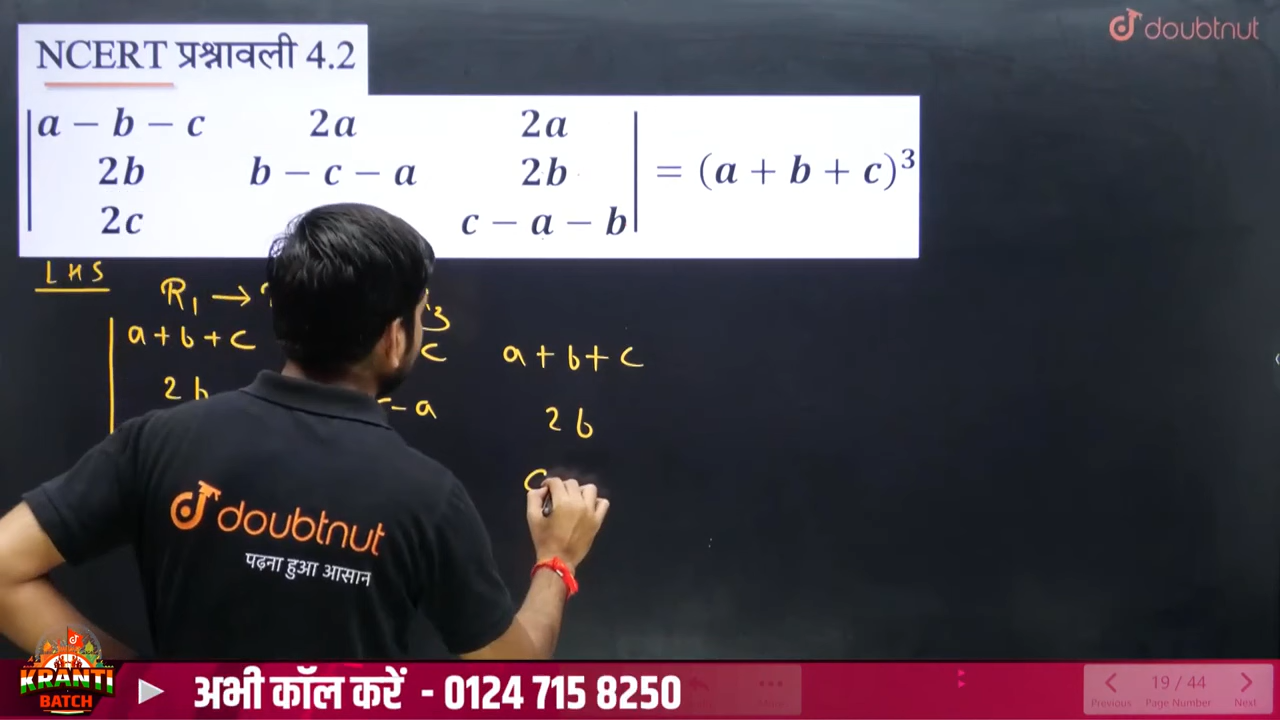 doubtnut
NCERT प्रश्नावली 4.2
a − b − c 2a 2a
2b b − c − a 2b = (a + b + c)³
2c c − a − b
LHS
R₁ → 3
a + b + c c a + b + c
2b − a 2b
c
doubtnut
पढ़ना हुआ आसान
KRANTI
BATCH
अभी कॉल करें - 0124 715 8250
19 / 44
Previous Page Number Next